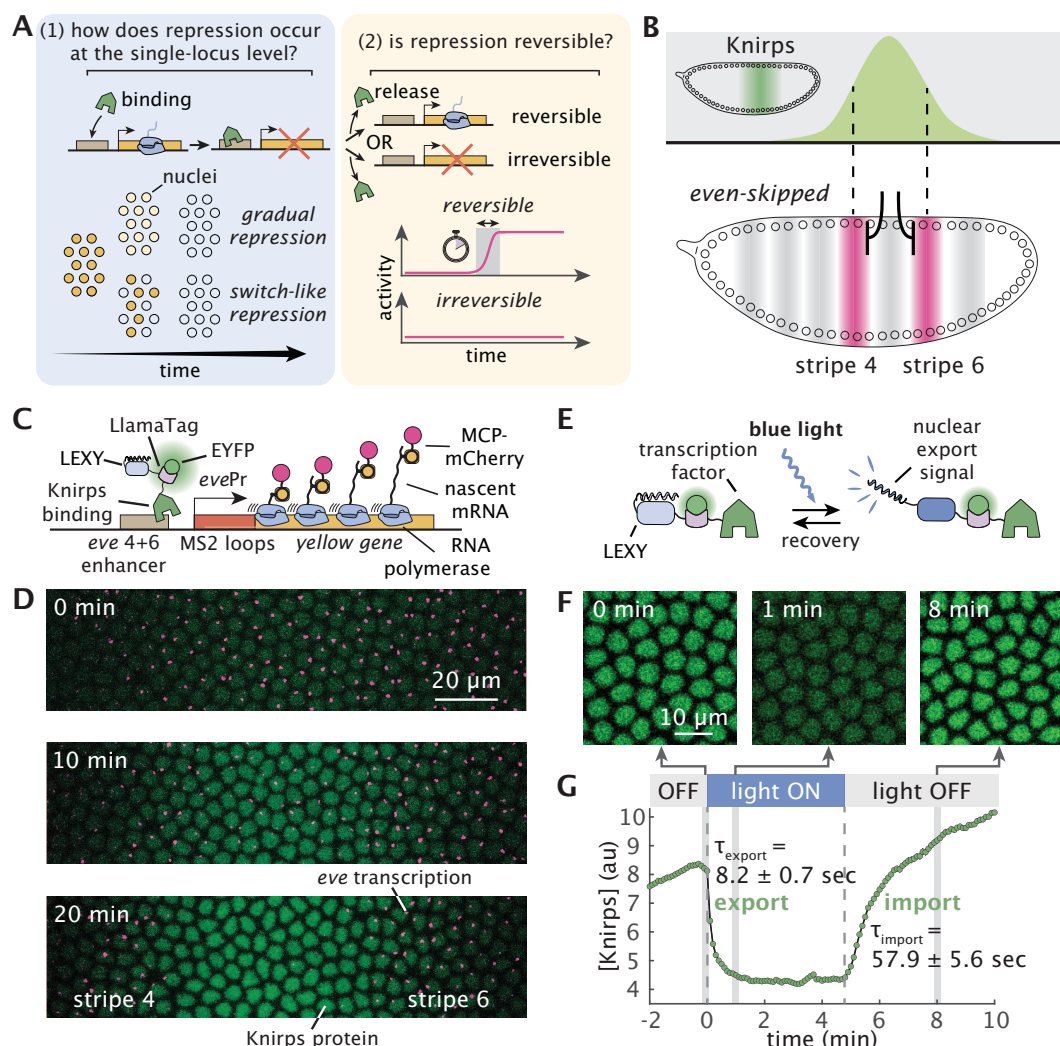 A
(1) how does repression occur
at the single-locus level?
binding
nuclei
gradual
repression
switch-like
repression
time
(2) is repression reversible?
release
reversible
OR
irreversible
reversible
irreversible
activity
time
B
Knirps
even-skipped
stripe 4
stripe 6
C
LlamaTag
EYFP
LEXY
Knirps
binding
evePr
MCP-
mCherry
nascent
mRNA
eve 4+6
enhancer
MS2 loops
yellow gene
RNA
polymerase
D
0 min
20 μm
10 min
eve transcription
20 min
stripe 4
stripe 6
Knirps protein
E
transcription
factor
blue light
nuclear
export
signal
LEXY
recovery
F
0 min
1 min
8 min
10 μm
G
OFF
light ON
light OFF
[Knirps] (au)
10
9
8
7
6
5
4
τexport =
8.2 ± 0.7 sec
export
import
τimport =
57.9 ± 5.6 sec
-2 0 2 4 6 8 10
time (min)